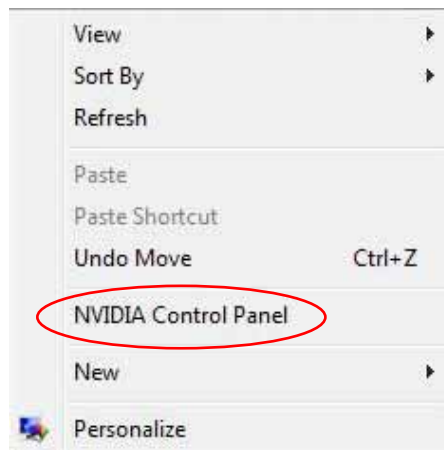 View
Sort By
Refresh
Paste
Paste Shortcut
Undo Move Ctrl+Z
NVIDIA Control Panel
New
Personalize